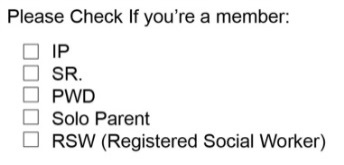 Please Check If you're a member:
☐ IP
☐ SR.
☐ PWD
☐ Solo Parent
☐ RSW (Registered Social Worker)